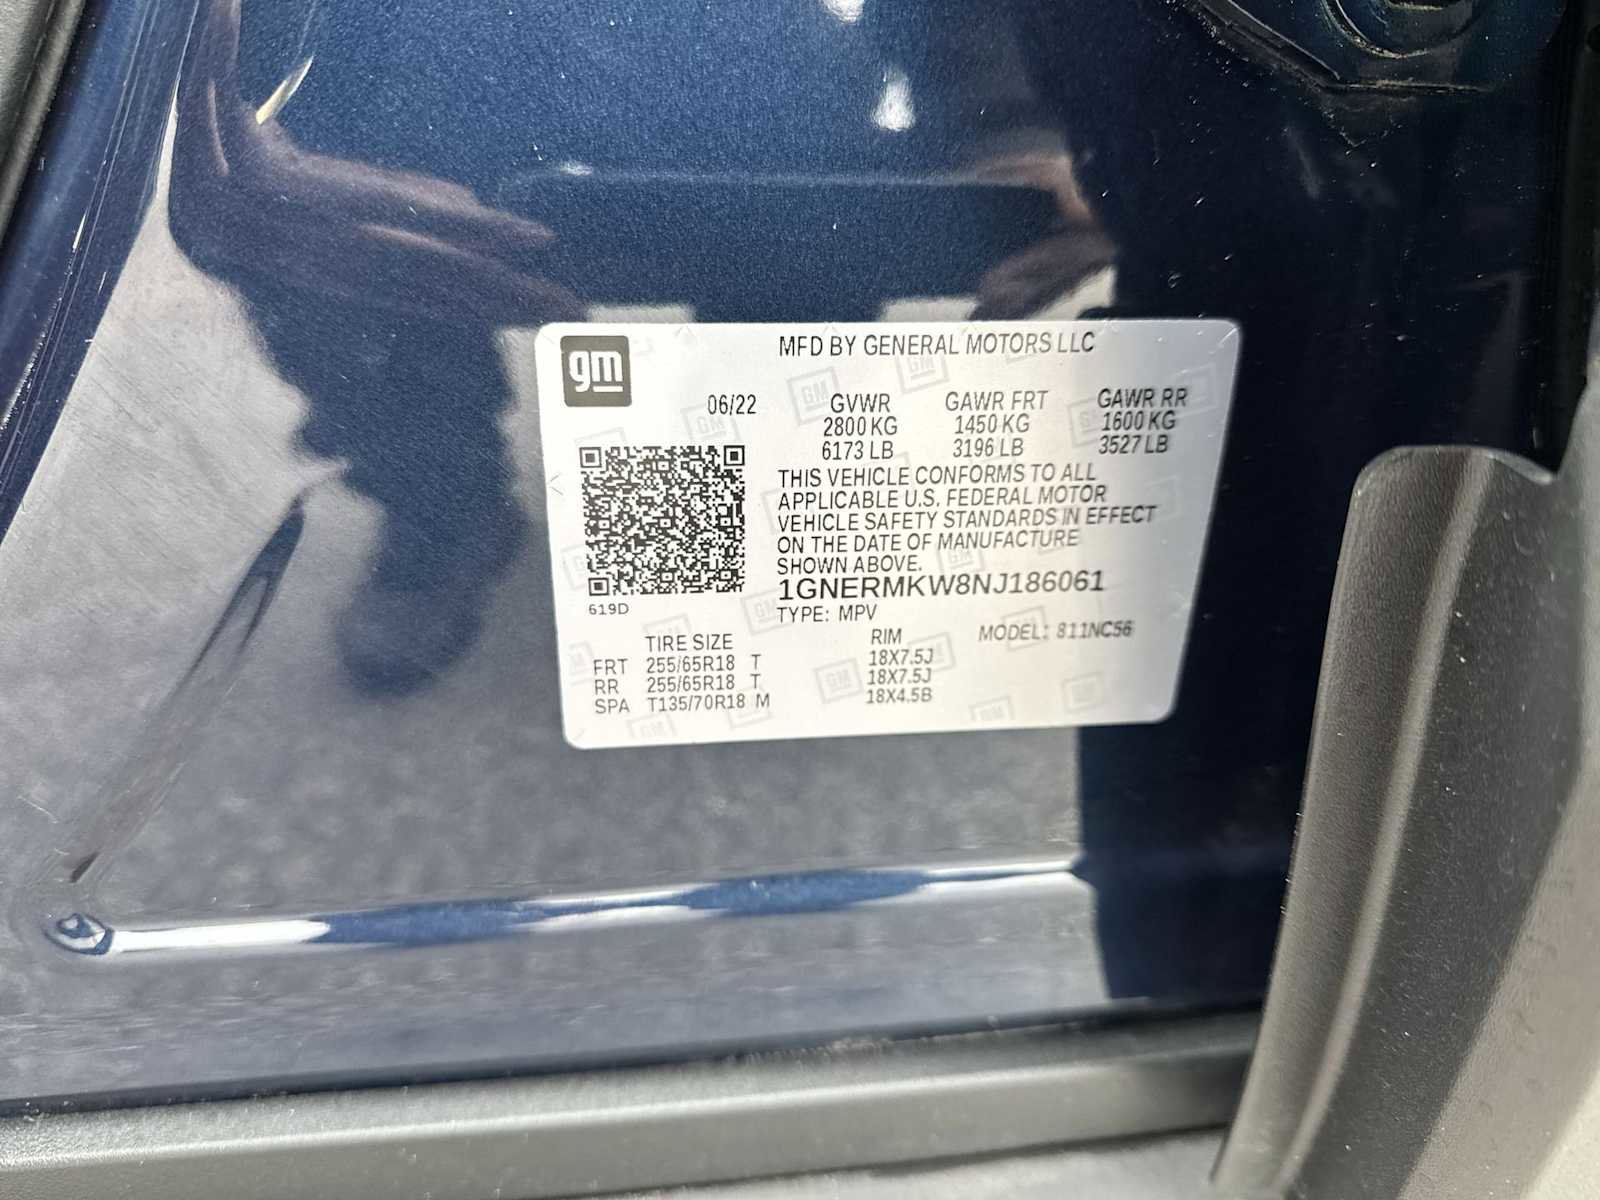 gm
MFD BY GENERAL MOTORS LLC
06/22 GVWR GAWR FRT GAWR RR
2800 KG 1450 KG 1600 KG
6173 LB 3196 LB 3527 LB
THIS VEHICLE CONFORMS TO ALL
APPLICABLE U.S. FEDERAL MOTOR
VEHICLE SAFETY STANDARDS IN EFFECT
ON THE DATE OF MANUFACTURE
SHOWN ABOVE.
1GNERMKW8NJ186061
619D
TYPE: MPV
TIRE SIZE RIM MODEL: 811NC56
FRT 255/65R18 T 18X7.5J
RR 255/65R18 T 18X7.5J
SPA T135/70R18 M 18X4.5B